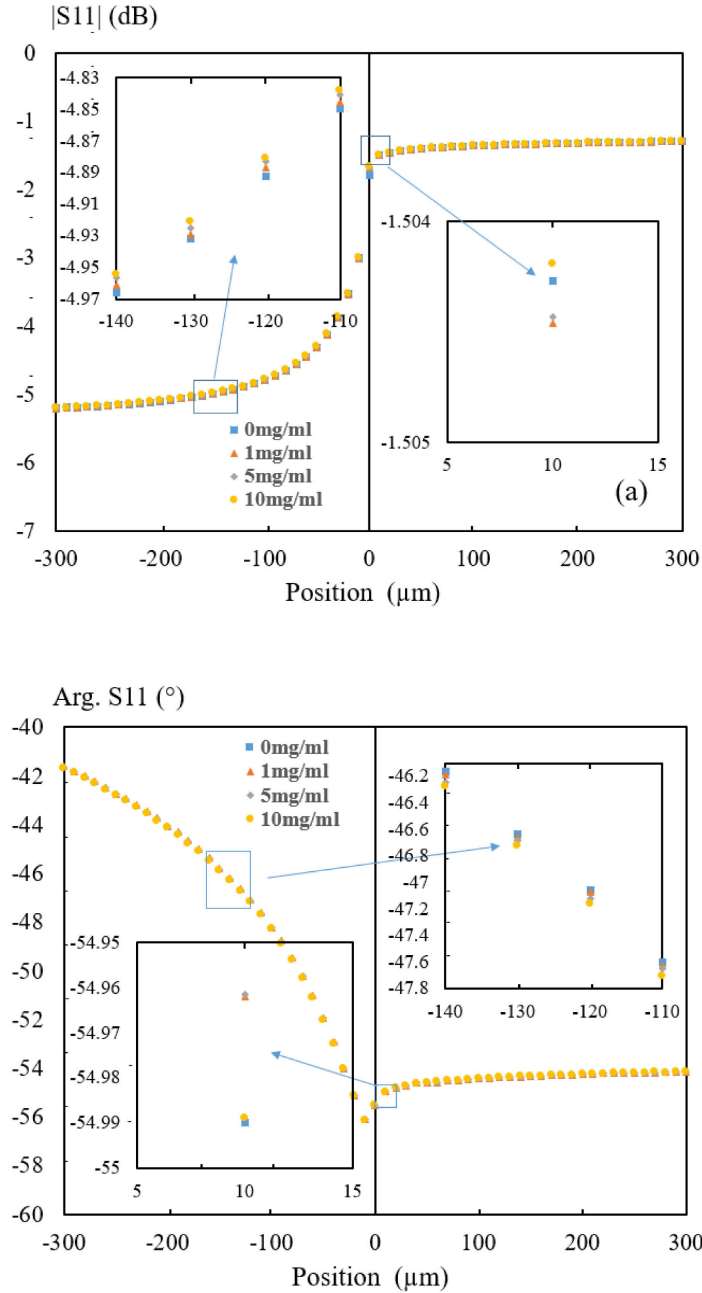 |S11| (dB)
0
-1
-2
-3
-4
-5
-6
-7
-4.83
-4.85
-4.87
-4.89
-4.91
-4.93
-4.95
-4.97
-140 -130 -120 -110
-1.504
-1.505
5 10 15
0mg/ml
1mg/ml
5mg/ml
10mg/ml
(a)
-300 -200 -100 0 100 200 300
Position (µm)
Arg. S11 (°)
-40
-42
-44
-46
-48
-50
-52
-54
-56
-58
-60
0mg/ml
1mg/ml
5mg/ml
10mg/ml
-46.2
-46.4
-46.6
-46.8
-47
-47.2
-47.4
-47.6
-47.8
-140 -130 -120 -110
-54.95
-54.96
-54.97
-54.98
-54.99
-55
5 10 15
-300 -200 -100 0 100 200 300
Position (µm)